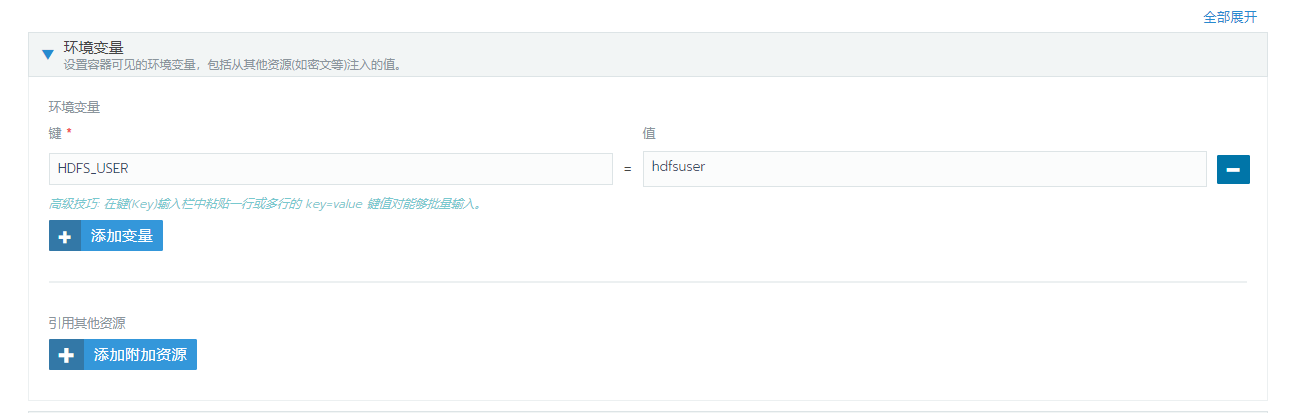 全部展开
环境变量
设置容器可见的环境变量，包括从其他资源(如密文等)注入的值。
环境变量
键 * 值
HDFS_USER = hdfsuser
高级技巧: 在键(Key)输入栏中粘贴一行或多行的 key=value 键值对能够批量输入。
添加变量
引用其他资源
添加附加资源